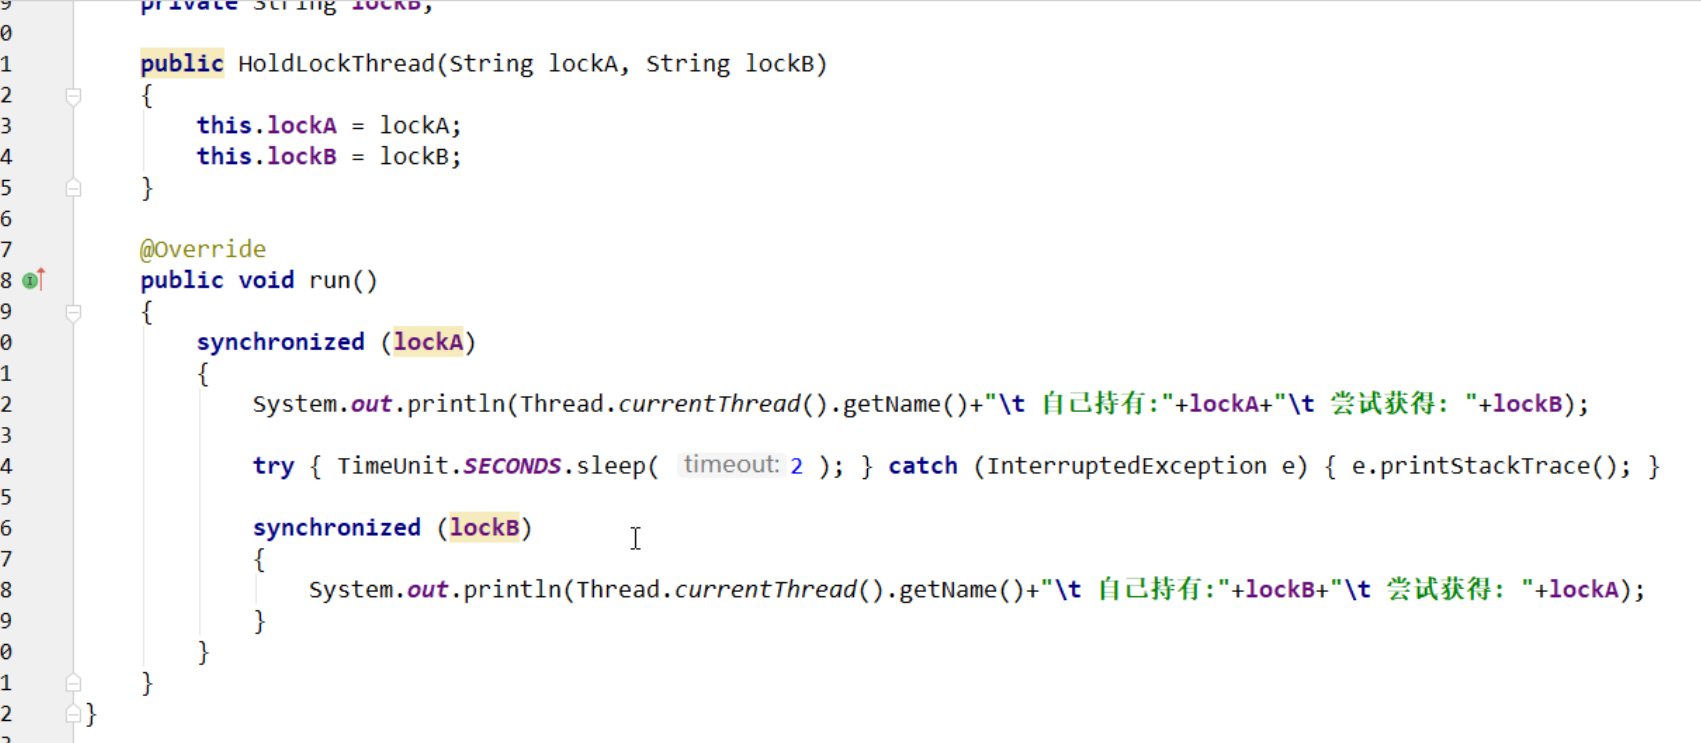 9 private String lockB;
0
1 public HoldLockThread(String lockA, String lockB)
2 {
3 this.lockA = lockA;
4 this.lockB = lockB;
5 }
6
7 @Override
8 public void run()
9 {
0 synchronized (lockA)
1 {
2 System.out.println(Thread.currentThread().getName()+"\t 自己持有:"+lockA+"\t 尝试获得: "+lockB);
3
4 try { TimeUnit.SECONDS.sleep( timeout: 2 ); } catch (InterruptedException e) { e.printStackTrace(); }
5
6 synchronized (lockB)
7 {
8 System.out.println(Thread.currentThread().getName()+"\t 自己持有:"+lockB+"\t 尝试获得: "+lockA);
9 }
0 }
1 }
2 }